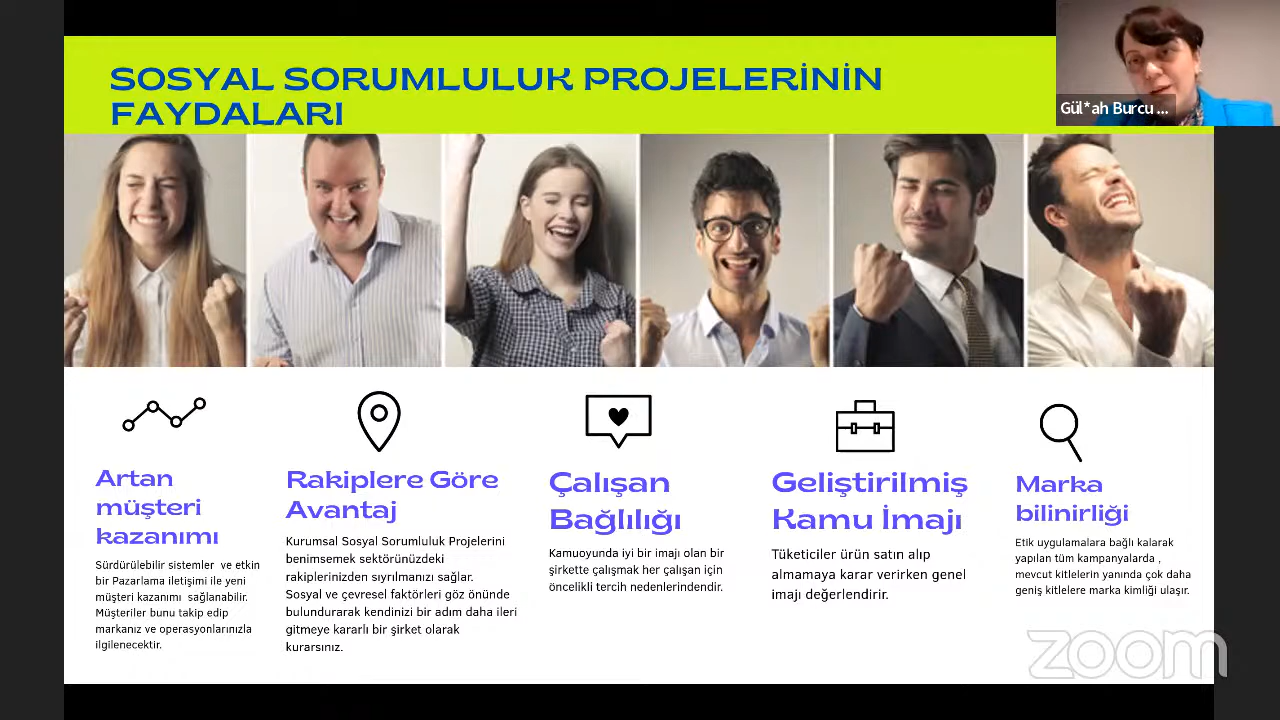 SOSYAL SORUMLULUK PROJELERİNİN
FAYDALARI
Gül*ah Burcu ...
Artan
müşteri
kazanımı
Sürdürülebilir sistemler ve etkin
bir Pazarlama iletişimi ile yeni
müşteri kazanımı sağlanabilir.
Müşteriler bunu takip edip
markanız ve operasyonlarınızla
ilgilenecektir.
Rakiplere Göre
Avantaj
Kurumsal Sosyal Sorumluluk Projelerini
benimsemek sektörünüzdeki
rakiplerinizden sıyrılmanızı sağlar.
Sosyal ve çevresel faktörleri göz önünde
bulundurarak kendinizi bir adım daha ileri
gitmeye kararlı bir şirket olarak
kurarsınız.
Çalışan
Bağlılığı
Kamuoyunda iyi bir imajı olan bir
şirkette çalışmak her çalışan için
öncelikli tercih nedenlerindendir.
Geliştirilmiş
Kamu İmajı
Tüketiciler ürün satın alıp
almamaya karar verirken genel
imajı değerlendirir.
Marka
bilinirliği
Etik uygulamalara bağlı kalarak
yapılan tüm kampanyalarda ,
mevcut kitlelerin yanında çok daha
geniş kitlelere marka kimliği ulaşır.
zoom